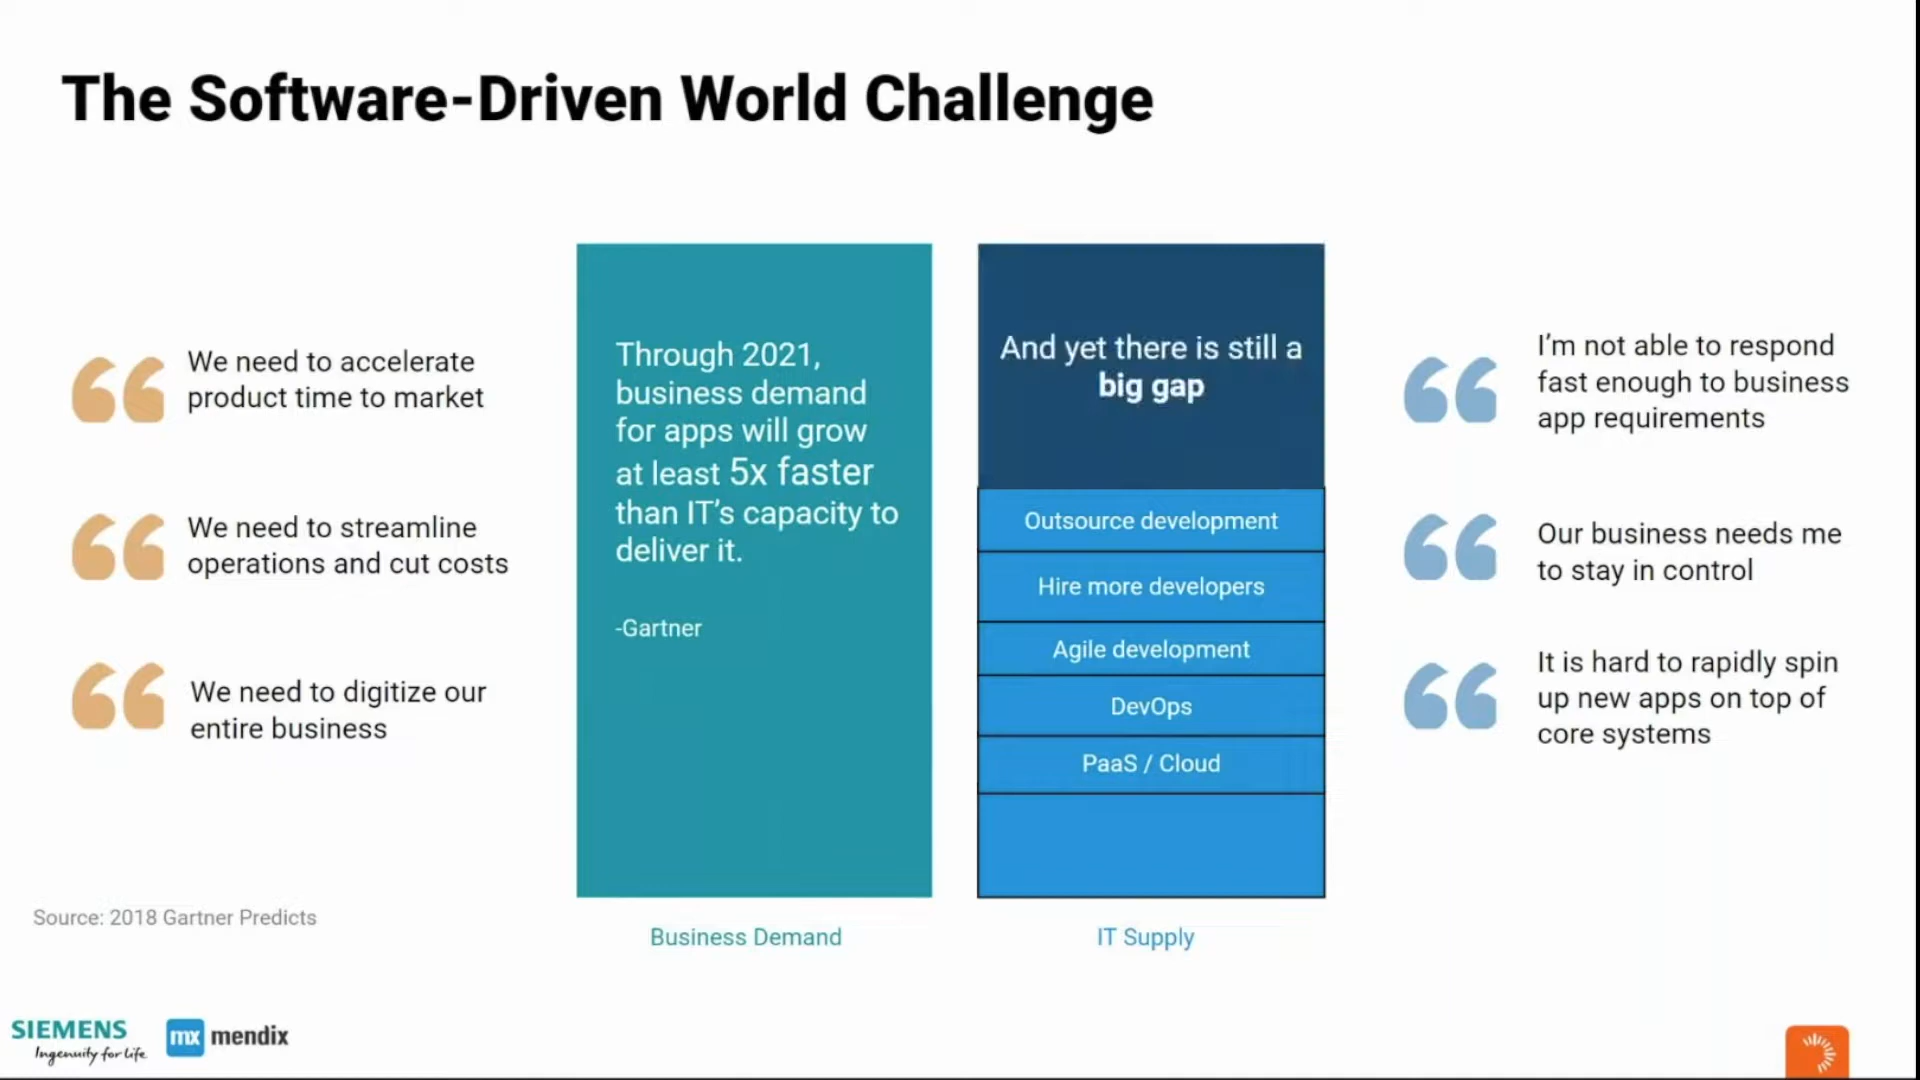 The Software-Driven World Challenge
We need to accelerate
product time to market
We need to streamline
operations and cut costs
We need to digitize our
entire business
Through 2021,
business demand
for apps will grow
at least 5x faster
than IT’s capacity to
deliver it.
-Gartner
Business Demand
And yet there is still a
big gap
Outsource development
Hire more developers
Agile development
DevOps
PaaS / Cloud
IT Supply
I’m not able to respond
fast enough to business
app requirements
Our business needs me
to stay in control
It is hard to rapidly spin
up new apps on top of
core systems
Source: 2018 Gartner Predicts
SIEMENS
Ingenuity for life
mx mendix